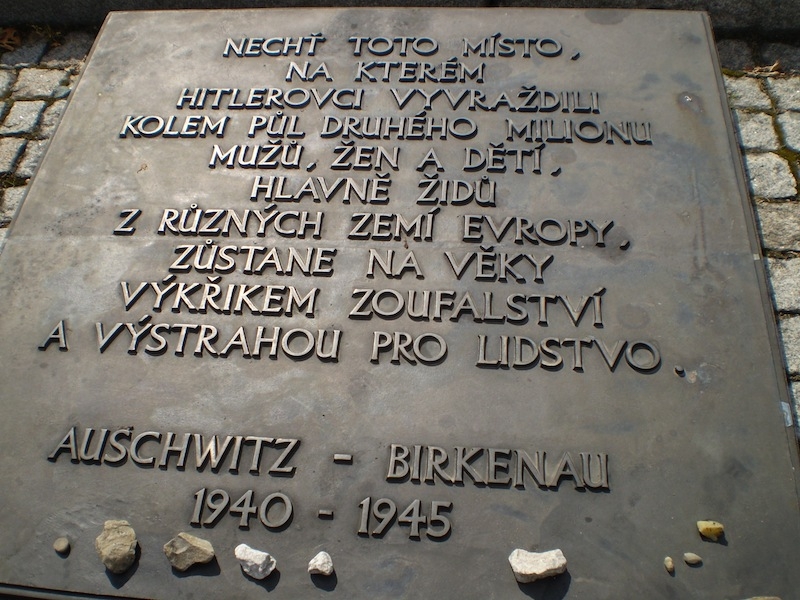 NECHŤ TOTO MÍSTO,
NA KTERÉM
HITLEROVCI VYVRAŽDILI
KOLEM PŮL DRUHÉHO MILIONU
MUŽŮ, ŽEN A DĚTÍ,
HLAVNĚ ŽIDŮ
Z RŮZNÝCH ZEMÍ EVROPY,
ZŮSTANE NA VĚKY
VÝKŘIKEM ZOUFALSTVÍ
A VÝSTRAHOU PRO LIDSTVO.
AUSCHWITZ - BIRKENAU
1940 - 1945